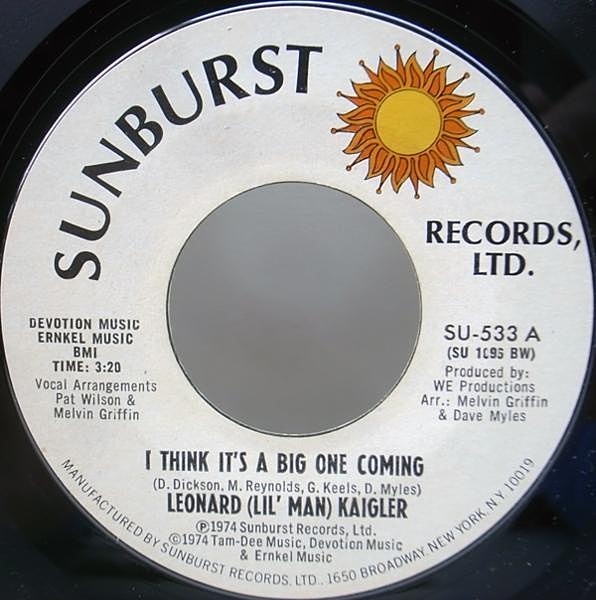 SUNBURST
RECORDS,
LTD.
DEVOTION MUSIC
ERNKEL MUSIC
BMI
TIME: 3:20
Vocal Arrangements
Pat Wilson &
Melvin Griffin
SU-533 A
(SU 1096 BW)
Produced by:
WE Productions
Arr.: Melvin Griffin
& Dave Myles
I THINK IT'S A BIG ONE COMING
(D. Dickson, M. Reynolds, G. Keels, D. Myles)
LEONARD (LIL' MAN) KAIGLER
Ⓟ1974 Sunburst Records, Ltd.
©1974 Tam-Dee Music, Devotion Music
& Ernkel Music
MANUFACTURED BY SUNBURST RECORDS, LTD., 1650 BROADWAY, NEW YORK, N.Y. 10019